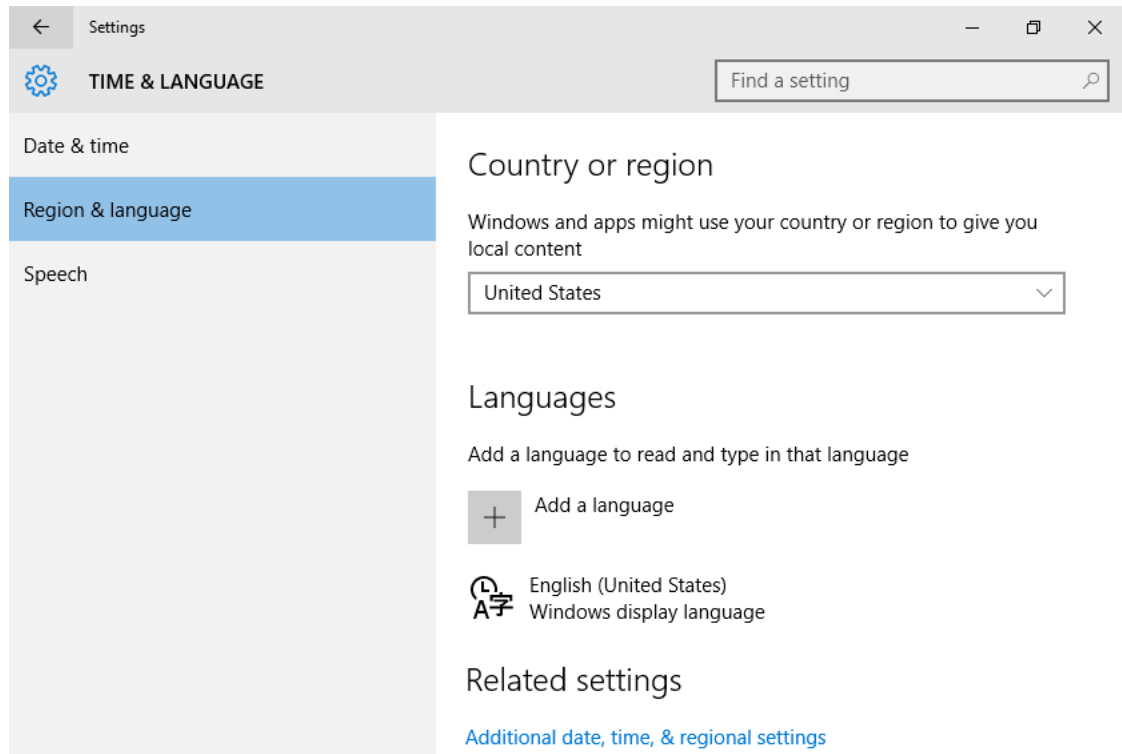 Settings
TIME & LANGUAGE
Find a setting
Date & time
Region & language
Speech
Country or region
Windows and apps might use your country or region to give you
local content
United States
Languages
Add a language to read and type in that language
Add a language
English (United States)
Windows display language
Related settings
Additional date, time, & regional settings